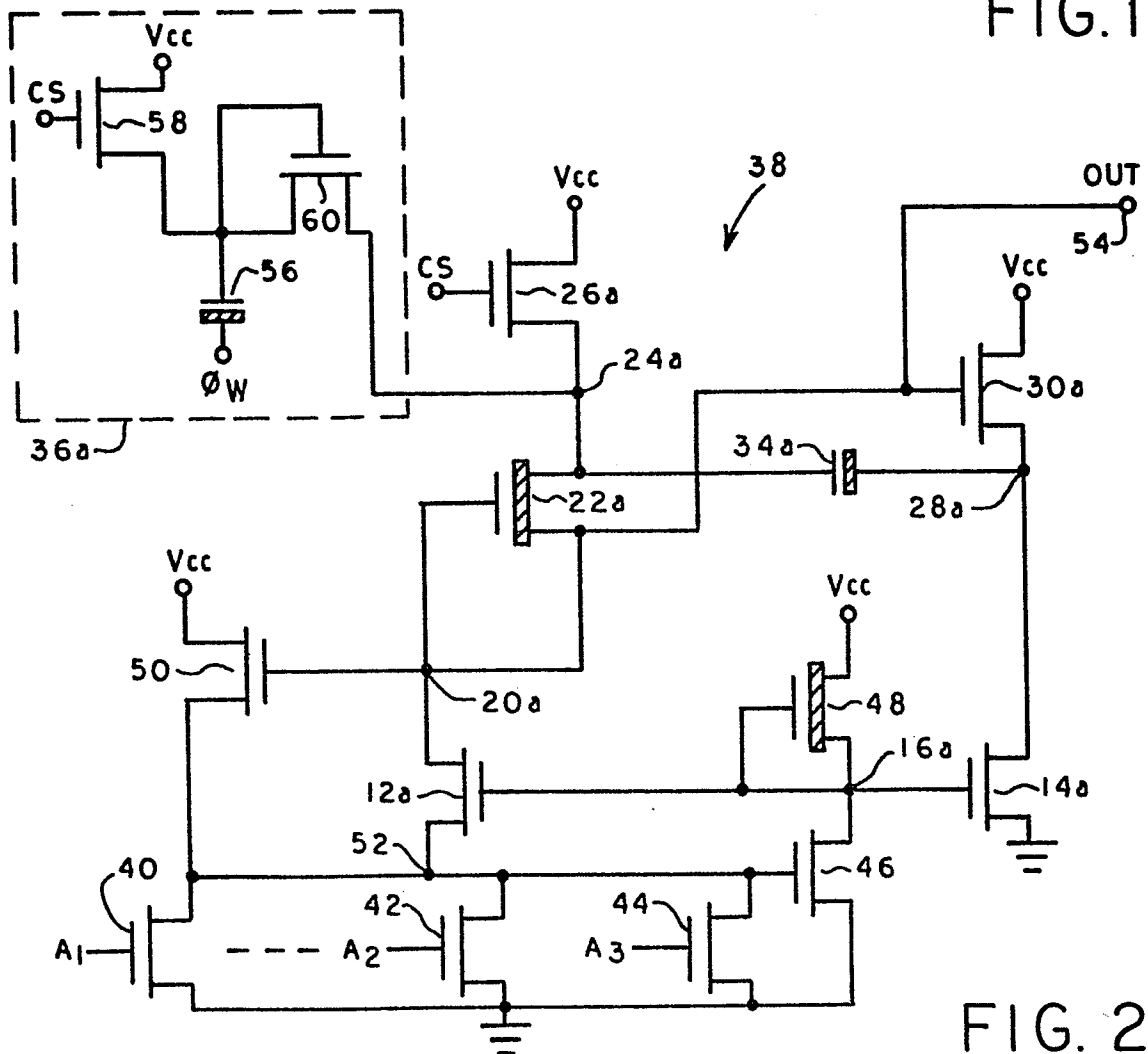 FIG. 1
Vcc
CS
58
60
56
ØW
36a
Vcc
CS
26a
38
OUT
54
Vcc
24a
30a
34a
22a
28a
Vcc
50
20a
Vcc
48
16a
12a
14a
52
40
42
44
46
A1
A2
A3
FIG. 2